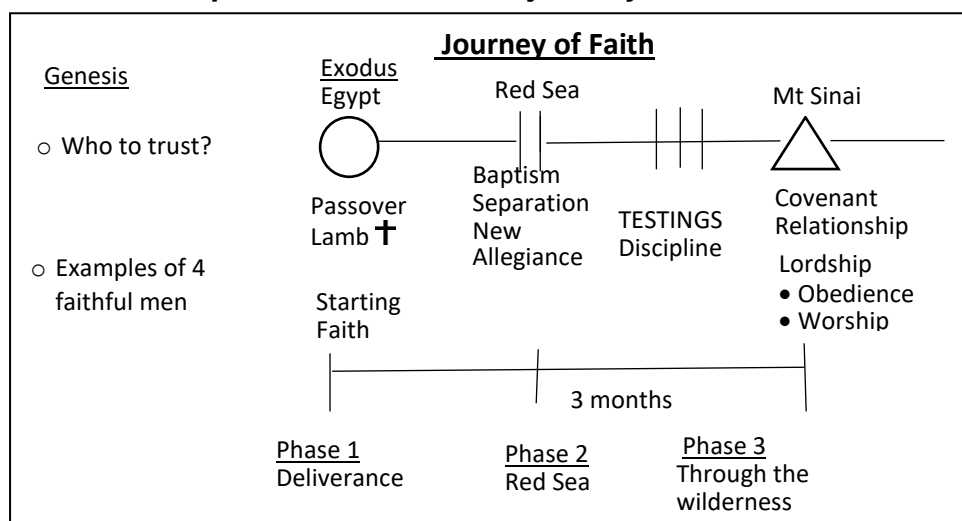 Journey of Faith
Genesis
○ Who to trust?
○ Examples of 4
faithful men
Exodus
Egypt
Passover
Lamb ✝
Starting
Faith
Red Sea
Baptism
Separation
New
Allegiance
TESTINGS
Discipline
Mt Sinai
Covenant
Relationship
Lordship
• Obedience
• Worship
3 months
Phase 1
Deliverance
Phase 2
Red Sea
Phase 3
Through the
wilderness